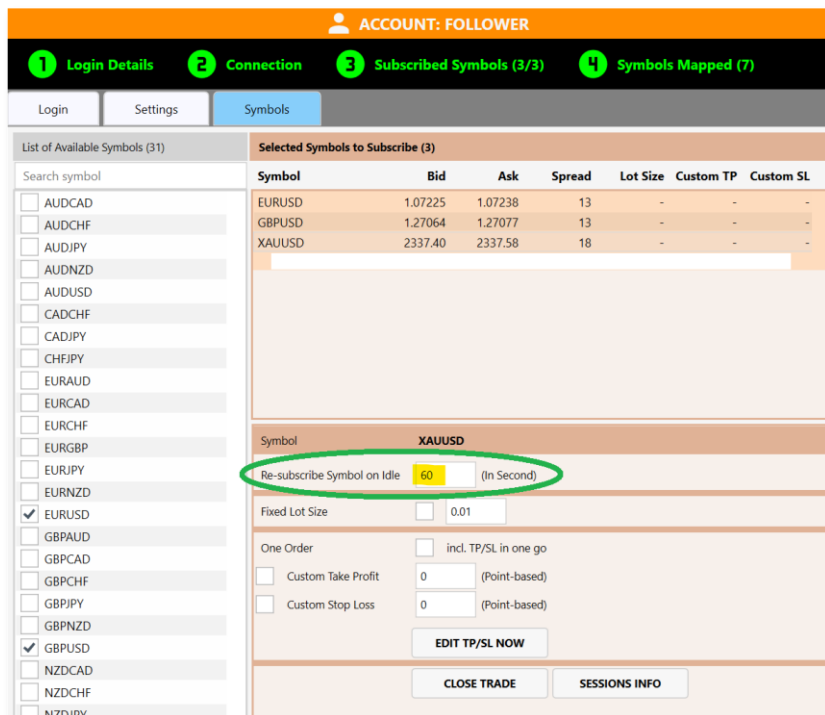 ACCOUNT: FOLLOWER
1 Login Details 2 Connection 3 Subscribed Symbols (3/3) 4 Symbols Mapped (7)
Login Settings Symbols
List of Available Symbols (31)
Search symbol
AUDCAD
AUDCHF
AUDJPY
AUDNZD
AUDUSD
CADCHF
CADJPY
CHFJPY
EURAUD
EURCAD
EURCHF
EURGBP
EURJPY
EURNZD
EURUSD
GBPAUD
GBPCAD
GBPCHF
GBPJPY
GBPNZD
GBPUSD
NZDCAD
NZDCHF
NZDJPY
Selected Symbols to Subscribe (3)
Symbol Bid Ask Spread Lot Size Custom TP Custom SL
EURUSD 1.07225 1.07238 13 - - -
GBPUSD 1.27064 1.27077 13 - - -
XAUUSD 2337.40 2337.58 18 - - -
Symbol XAUUSD
Re-subscribe Symbol on Idle 60 (In Second)
Fixed Lot Size 0.01
One Order incl. TP/SL in one go
Custom Take Profit 0 (Point-based)
Custom Stop Loss 0 (Point-based)
EDIT TP/SL NOW
CLOSE TRADE SESSIONS INFO